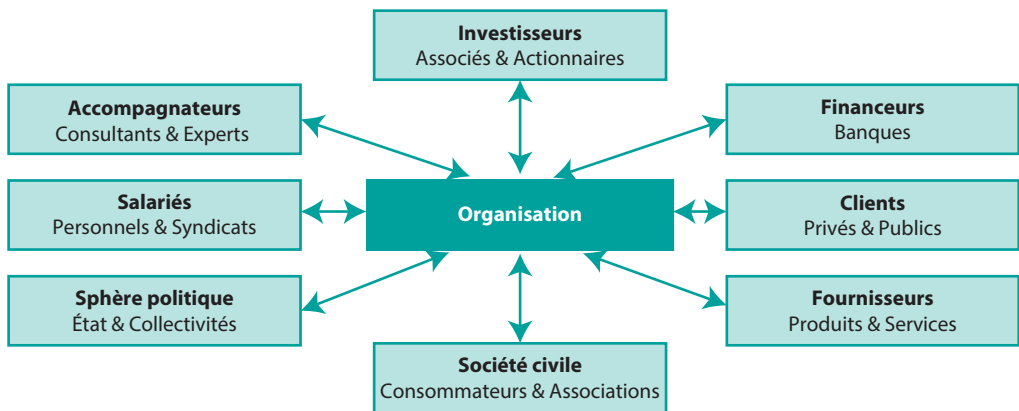 Investisseurs
Associés & Actionnaires
Accompagnateurs
Consultants & Experts
Financeurs
Banques
Salariés
Personnels & Syndicats
Organisation
Clients
Privés & Publics
Sphère politique
État & Collectivités
Fournisseurs
Produits & Services
Société civile
Consommateurs & Associations